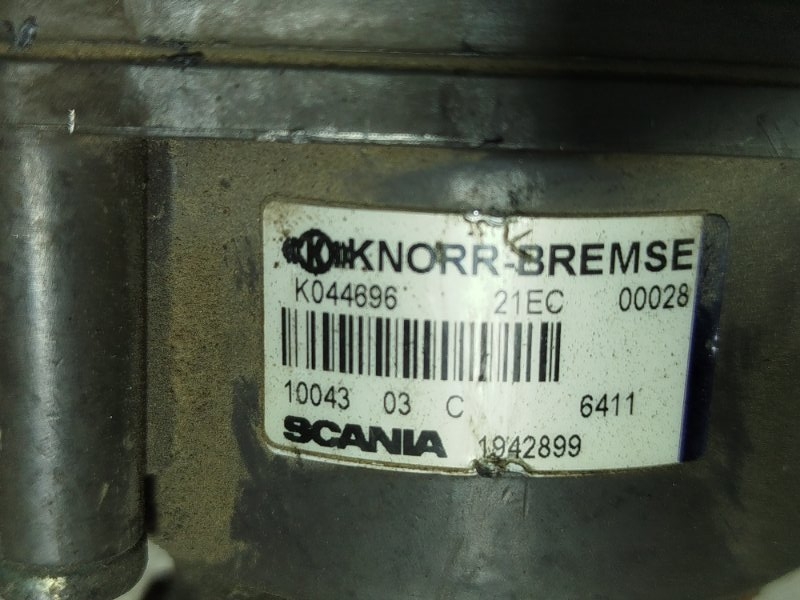 KNORR-BREMSE
K044696 21EC 00028
10043 03 C 6411
SCANIA 1942899